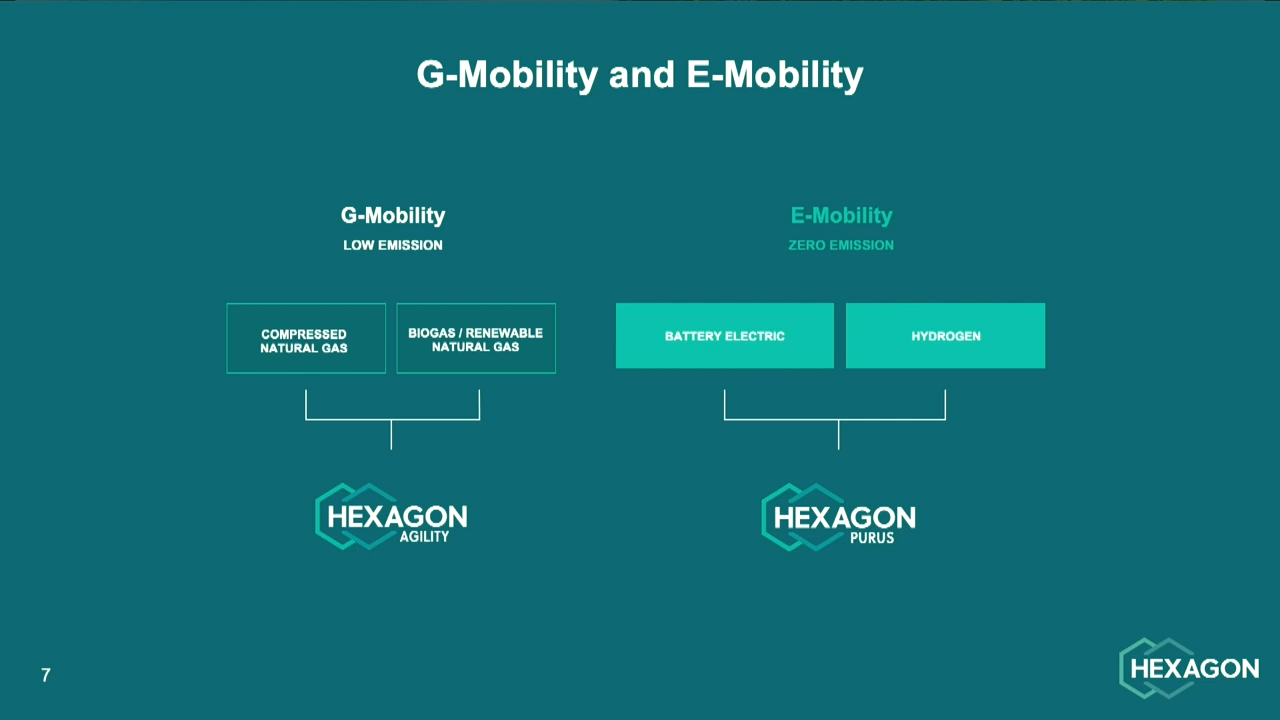 G-Mobility and E-Mobility
G-Mobility
LOW EMISSION
E-Mobility
ZERO EMISSION
COMPRESSED
NATURAL GAS
BIOGAS / RENEWABLE
NATURAL GAS
BATTERY ELECTRIC
HYDROGEN
HEXAGON
AGILITY
HEXAGON
PURUS
7
HEXAGON